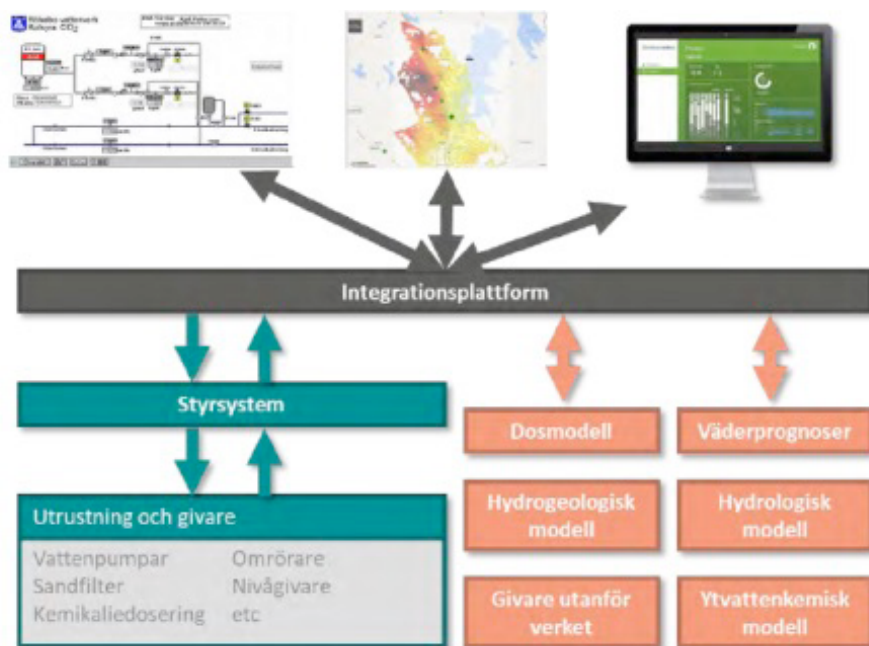 Integrationsplattform
Styrsystem
Dosmodell
Väderprognoser
Utrustning och givare
Vattenpumpar
Omrörare
Sandfilter
Nivågivare
Kemikaliedosering
etc
Hydrogeologisk
modell
Hydrologisk
modell
Givare utanför
verket
Ytvattenkemisk
modell